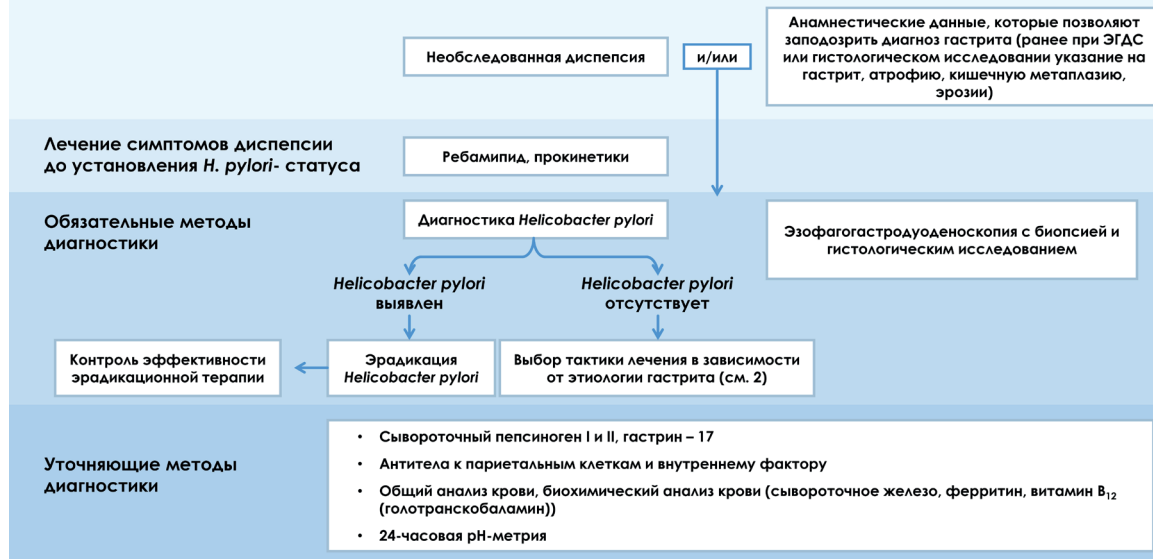 Необследованная диспепсия
и/или
Анамнестические данные, которые позволяют
заподозрить диагноз гастрита (ранее при ЭГДС
или гистологическом исследовании указание на
гастрит, атрофию, кишечную метаплазию,
эрозии)
Лечение симптомов диспепсии
до установления H. pylori- статуса
Ребамипид, прокинетики
Обязательные методы
диагностики
Диагностика Helicobacter pylori
Эзофагогастродуоденоскопия с биопсией и
гистологическим исследованием
Helicobacter pylori
выявлен
Helicobacter pylori
отсутствует
Контроль эффективности
эрадикационной терапии
Эрадикация
Helicobacter pylori
Выбор тактики лечения в зависимости
от этиологии гастрита (см. 2)
Уточняющие методы
диагностики
• Сывороточный пепсиноген I и II, гастрин – 17
• Антитела к париетальным клеткам и внутреннему фактору
• Общий анализ крови, биохимический анализ крови (сывороточное железо, ферритин, витамин B₁₂
(голотранскобаламин))
• 24-часовая pH-метрия